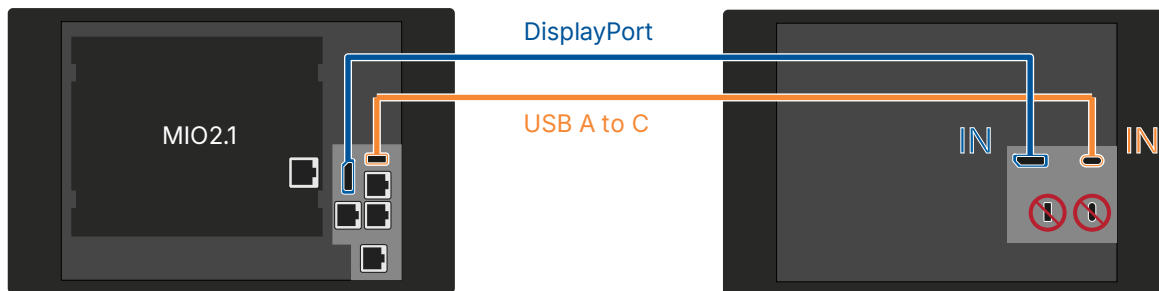 DisplayPort
USB A to C
MIO2.1
IN
IN